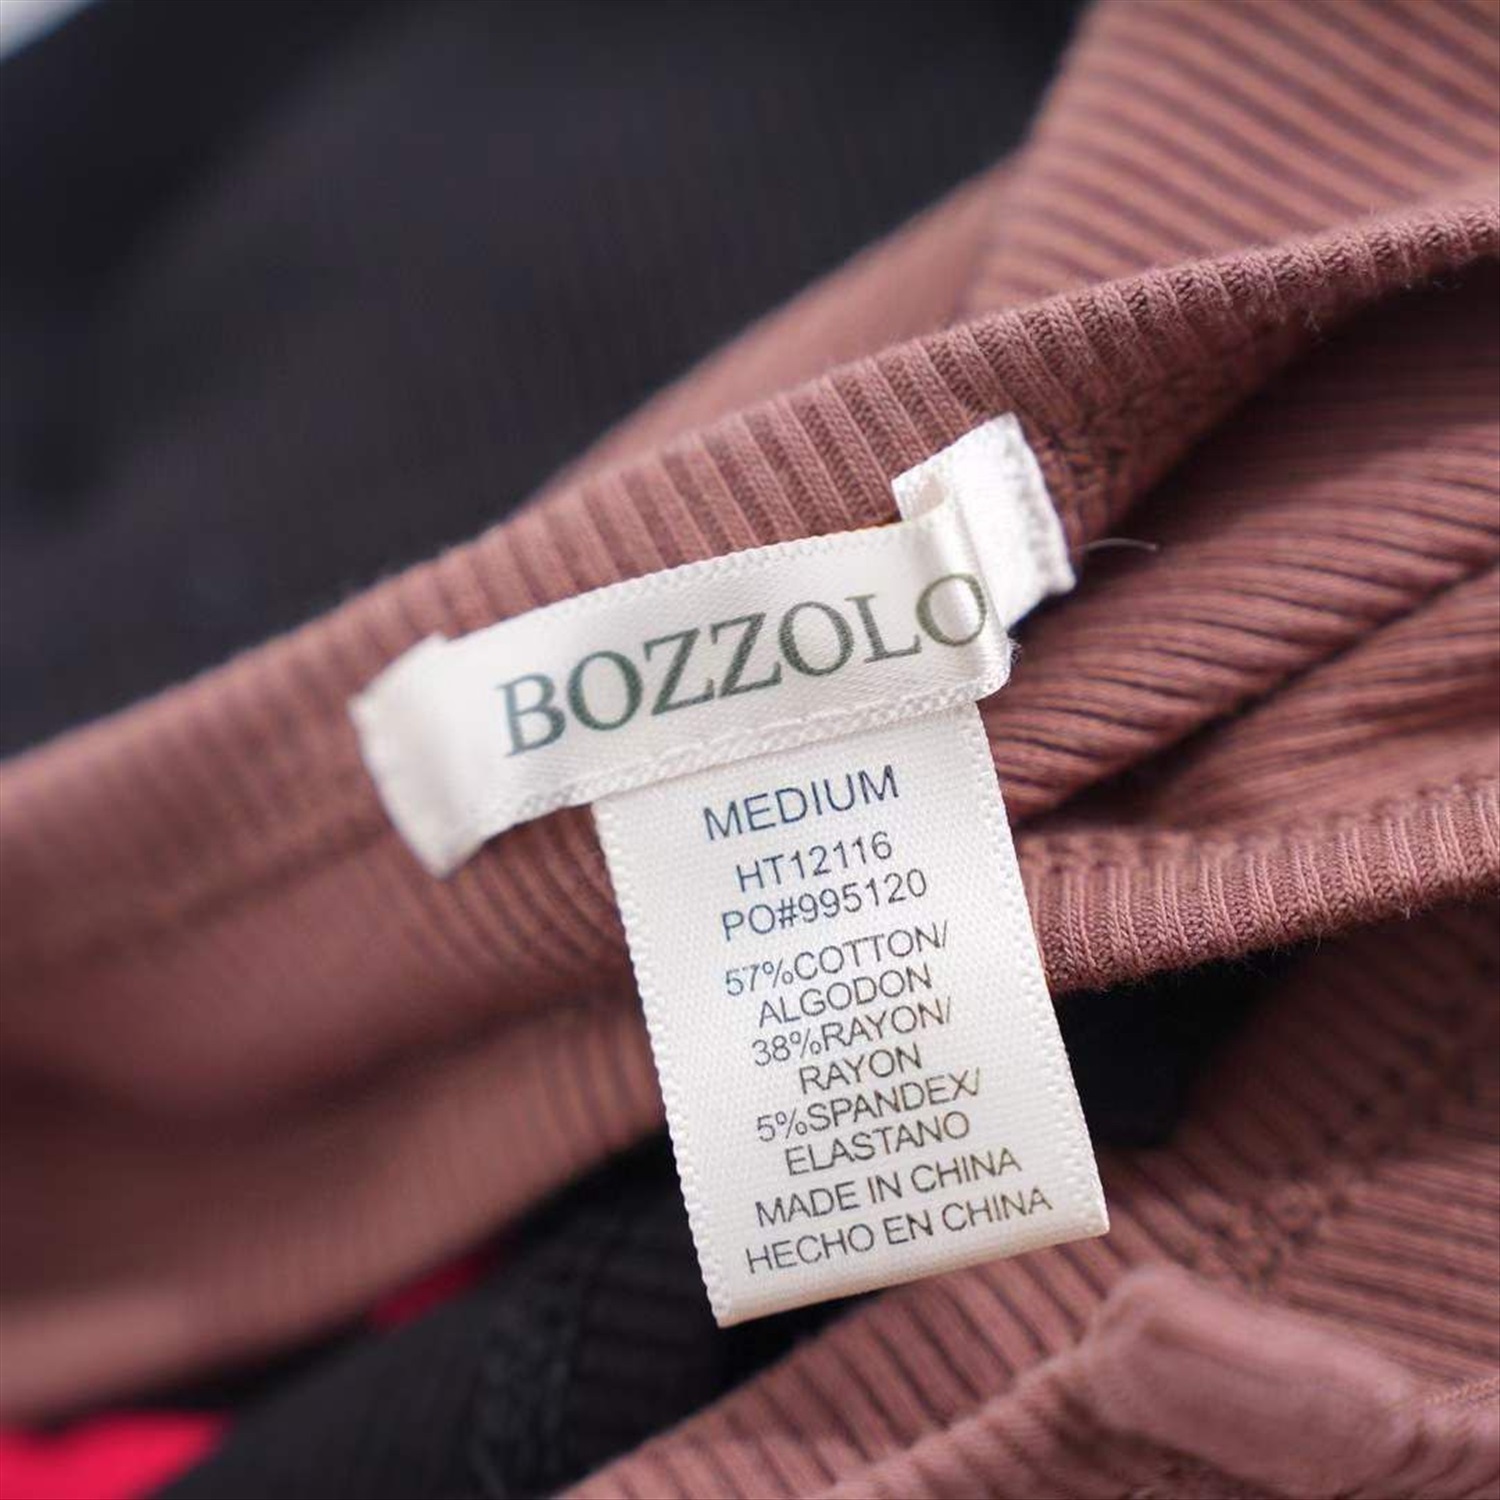 BOZZOLO
MEDIUM
HT12116
PO#995120
57%COTTON/
ALGODON
38%RAYON/
RAYON
5%SPANDEX/
ELASTANO
MADE IN CHINA
HECHO EN CHINA